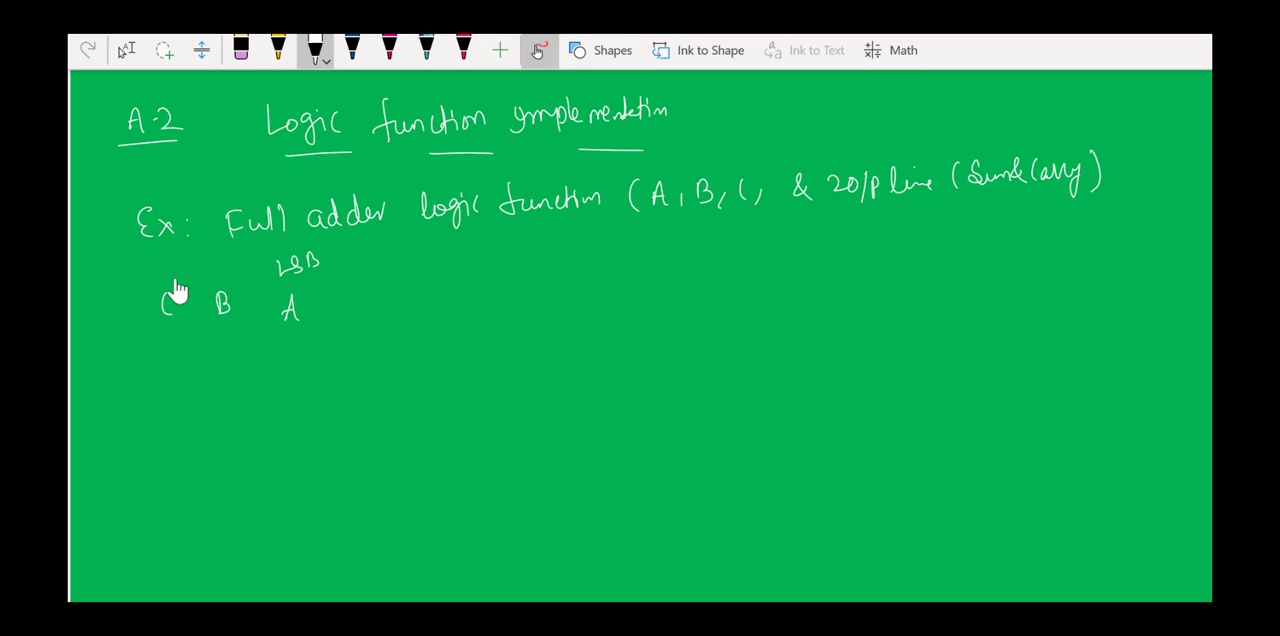 Ink to Shape Shapes Ink to Text Math
A-2 Logic function implementation
Ex: Full adder logic function (A, B, C, & 2 O/P line (Sum & Carry)
LSB
C B A